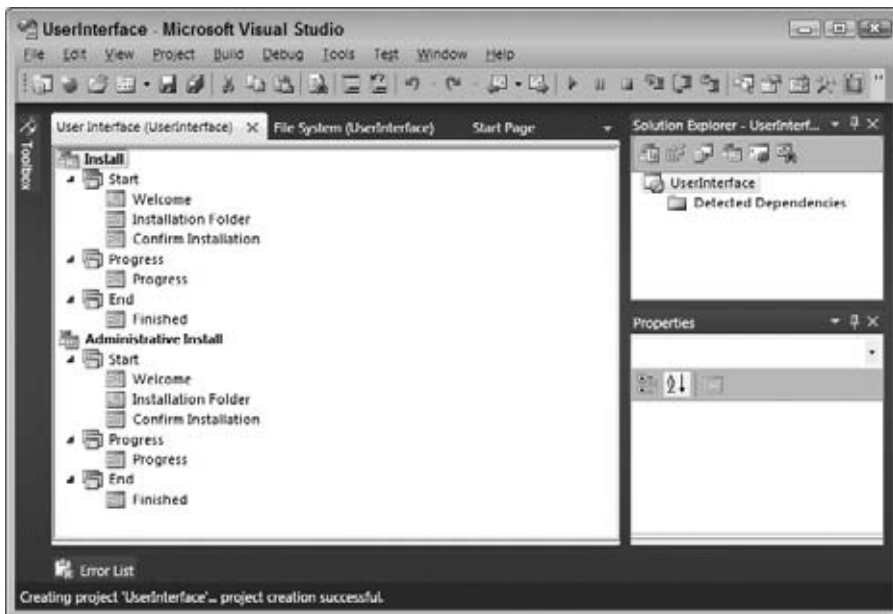 UserInterface - Microsoft Visual Studio
File Edit View Project Build Debug Tools Test Window Help
Toolbox
User Interface (UserInterface) File System (UserInterface) Start Page
Install
Start
Welcome
Installation Folder
Confirm Installation
Progress
Progress
End
Finished
Administrative Install
Start
Welcome
Installation Folder
Confirm Installation
Progress
Progress
End
Finished
Solution Explorer - UserInterf...
UserInterface
Detected Dependencies
Properties
Error List
Creating project 'UserInterface'... project creation successful.